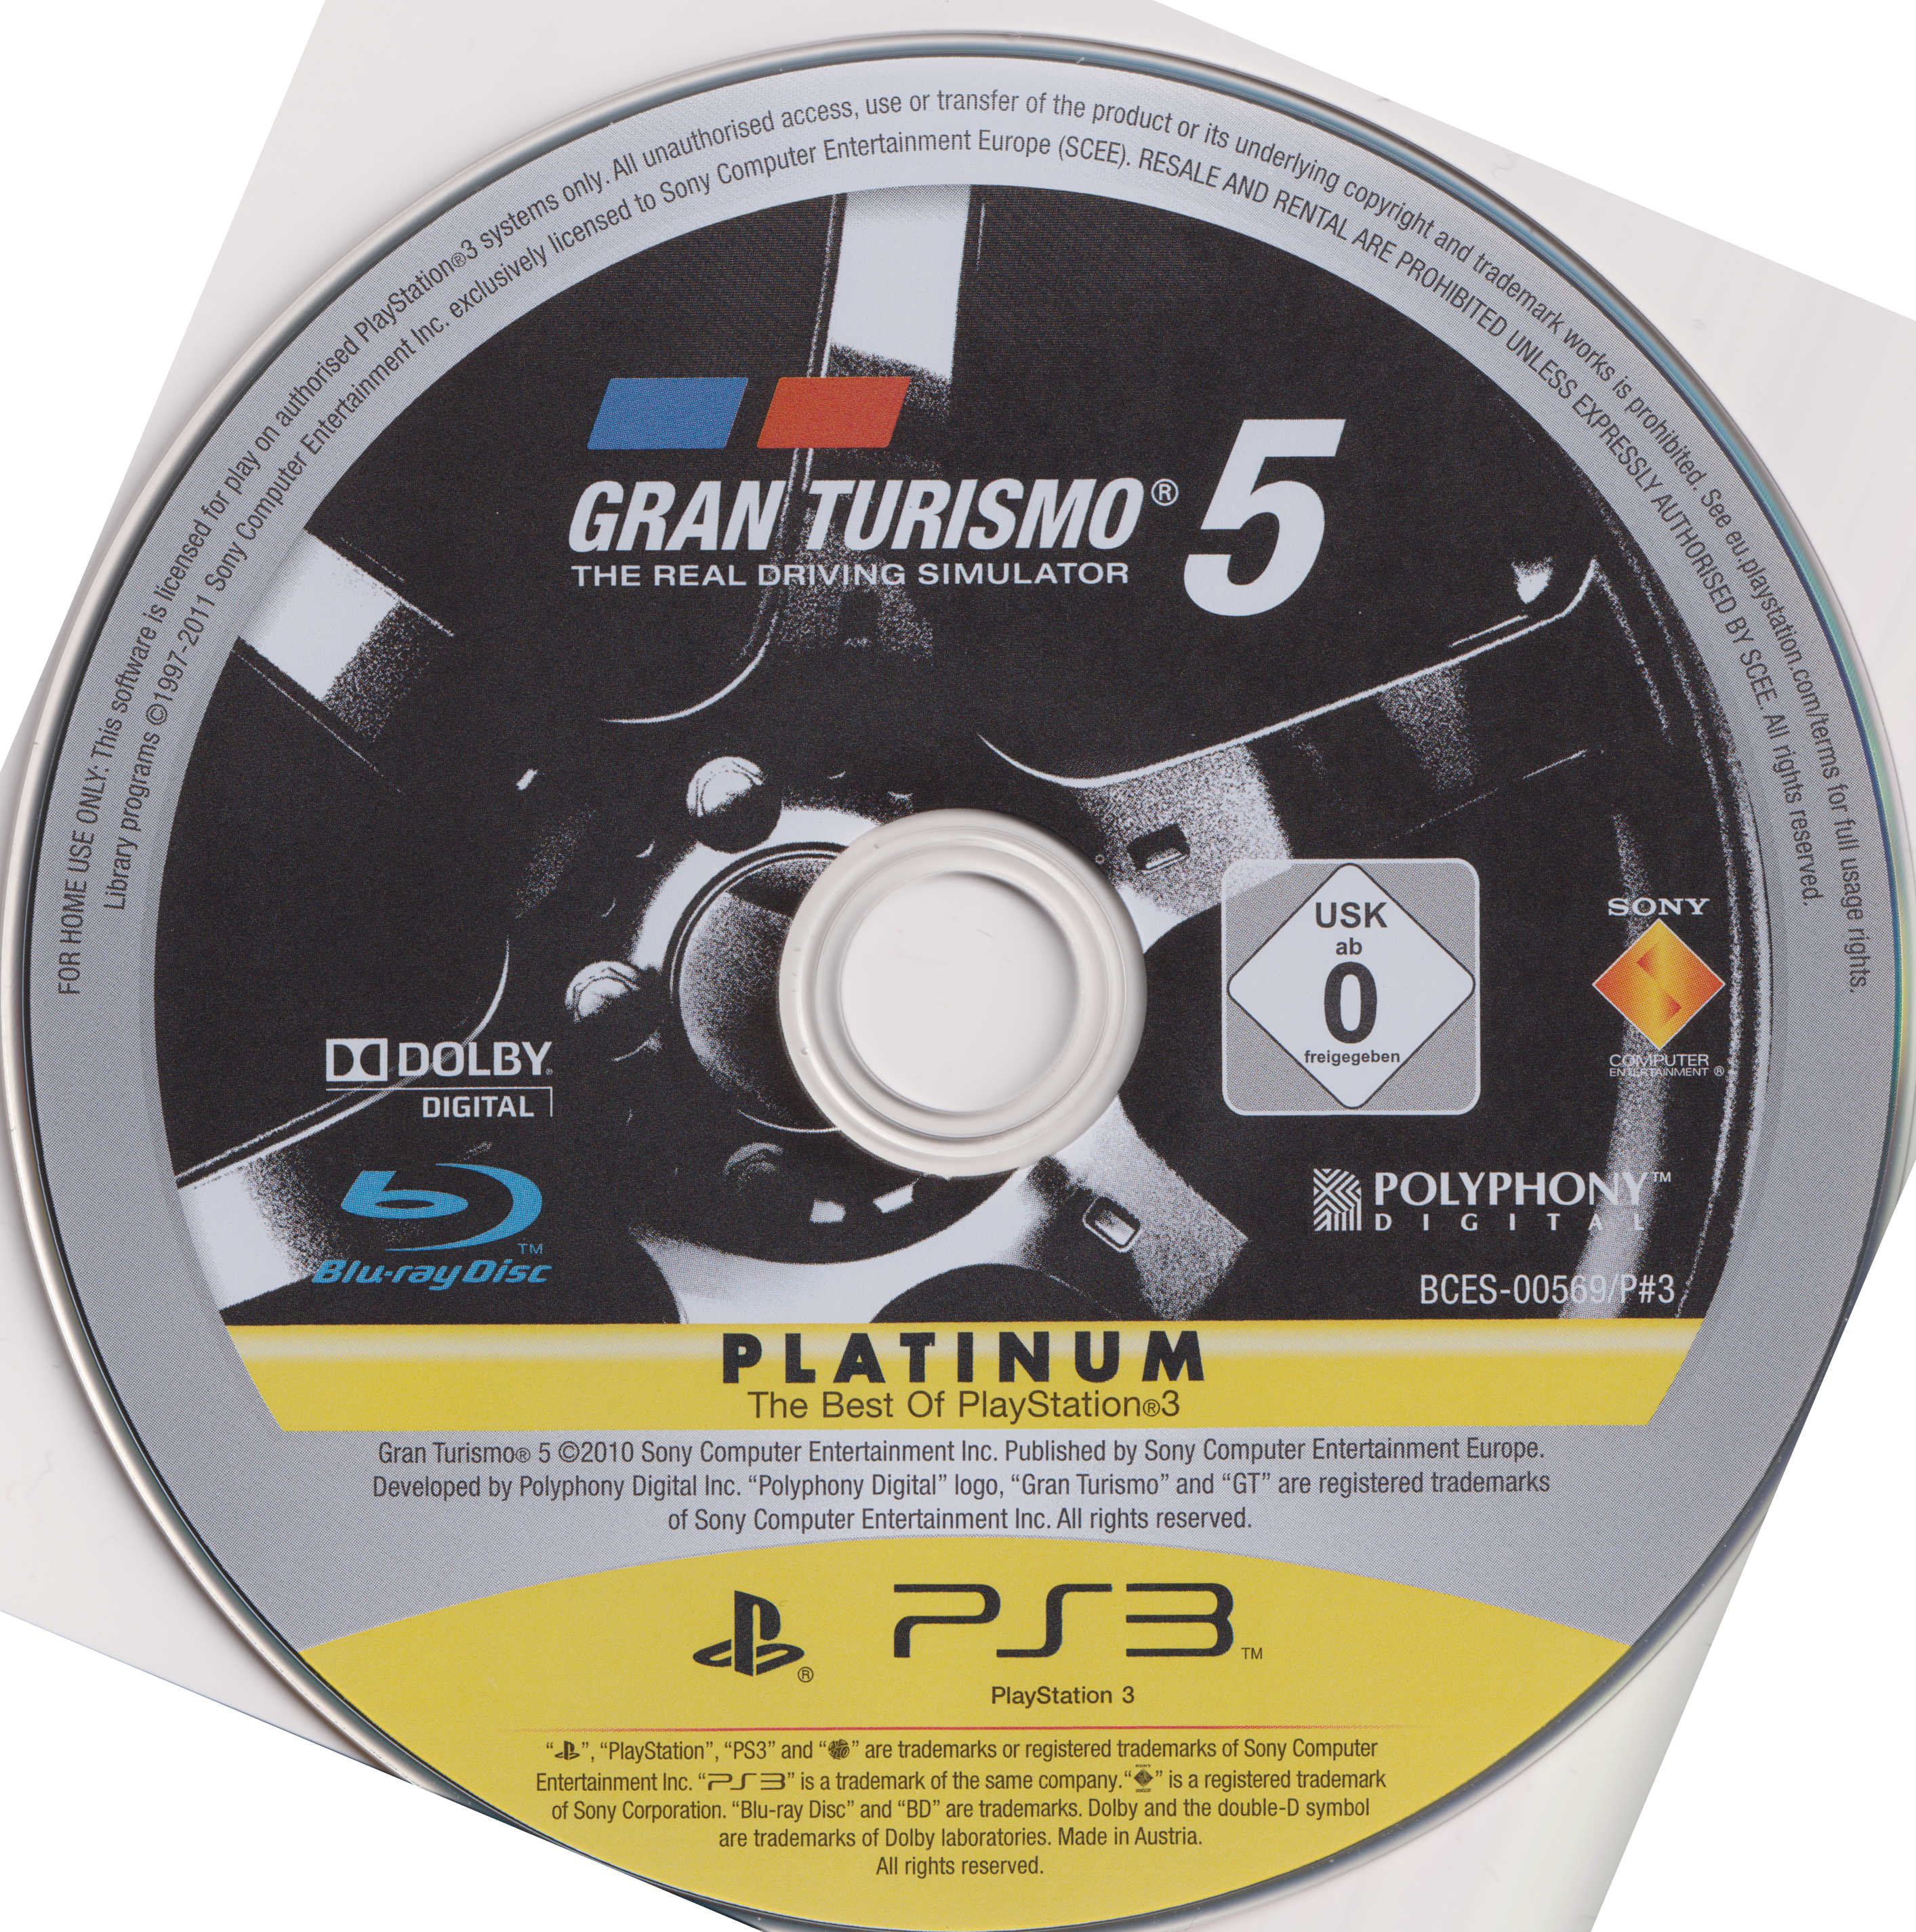 FOR HOME USE ONLY: This software is licensed for play on authorised PlayStation®3 systems only. All unauthorised access, use or transfer of the product or its underlying copyright and trademark works is prohibited. See eu.playstation.com/terms for full usage rights.
Library programs ©1997-2011 Sony Computer Entertainment Inc. exclusively licensed to Sony Computer Entertainment Europe (SCEE). RESALE AND RENTAL ARE PROHIBITED UNLESS EXPRESSLY AUTHORISED BY SCEE. All rights reserved.
GRAN TURISMO® 5
THE REAL DRIVING SIMULATOR
USK
ab
0
freigegeben
SONY
COMPUTER
ENTERTAINMENT ®
DOLBY®
DIGITAL
Blu-ray Disc™
POLYPHONY™
DIGITAL
BCES-00569/P#3
PLATINUM
The Best Of PlayStation®3
Gran Turismo® 5 ©2010 Sony Computer Entertainment Inc. Published by Sony Computer Entertainment Europe.
Developed by Polyphony Digital Inc. “Polyphony Digital” logo, “Gran Turismo” and “GT” are registered trademarks
of Sony Computer Entertainment Inc. All rights reserved.
® PS3™
PlayStation 3
“”, “PlayStation”, “PS3” and “” are trademarks or registered trademarks of Sony Computer
Entertainment Inc. “PS3” is a trademark of the same company. “” is a registered trademark
of Sony Corporation. “Blu-ray Disc” and “BD” are trademarks. Dolby and the double-D symbol
are trademarks of Dolby laboratories. Made in Austria.
All rights reserved.